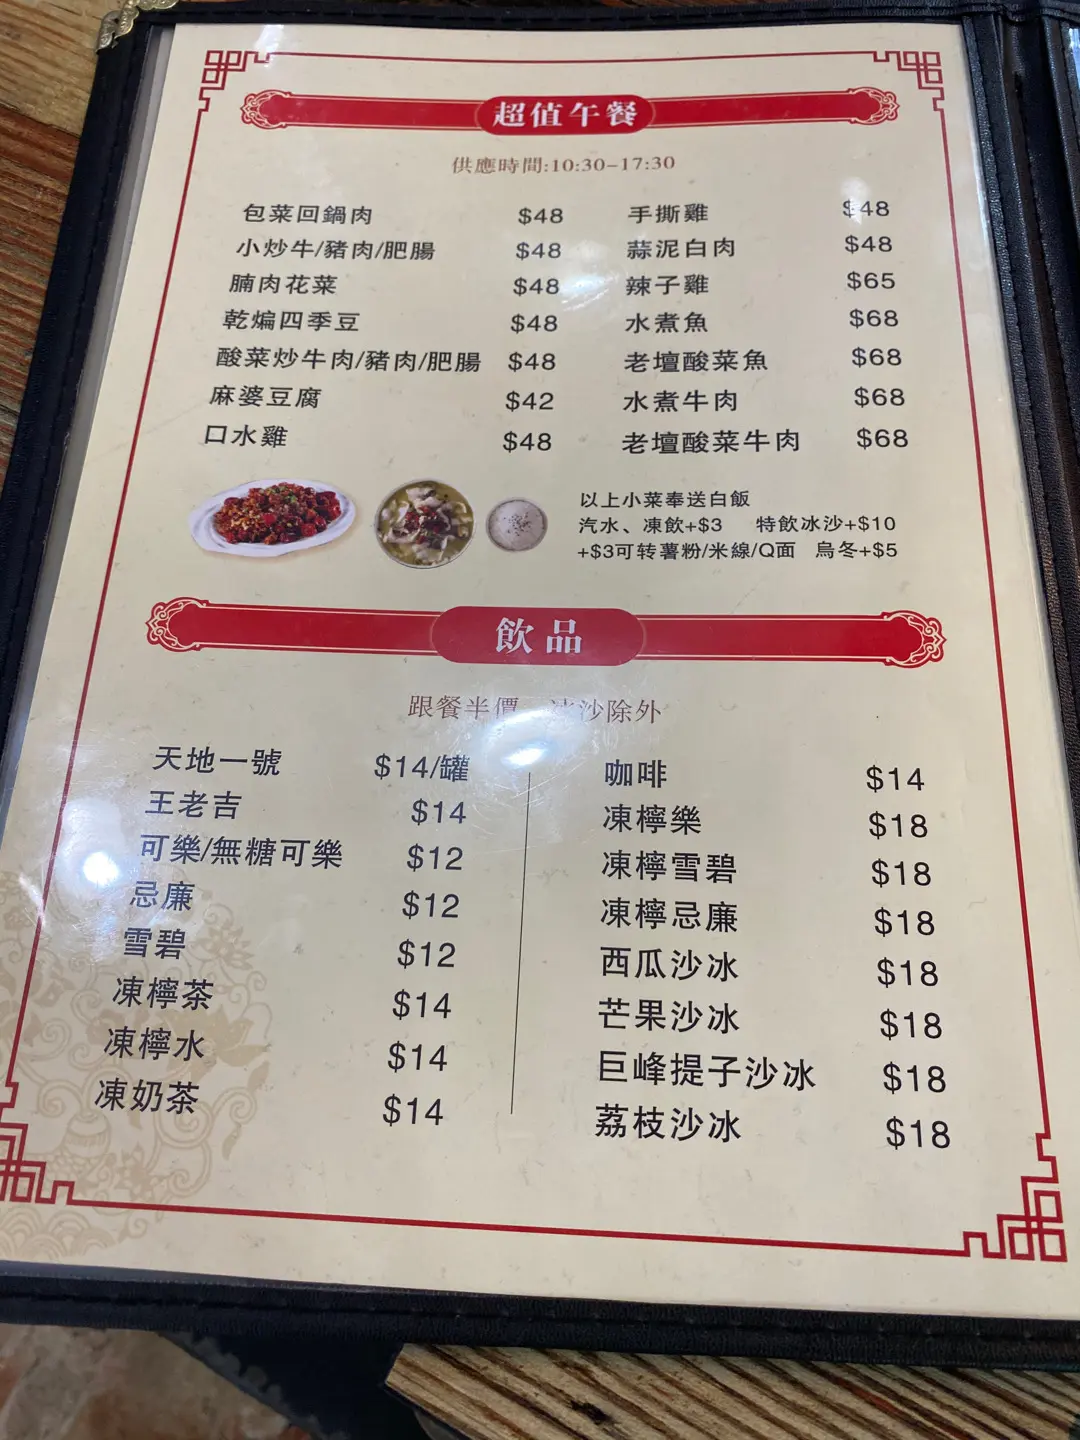 超值午餐
供應時間:10:30-17:30
包菜回鍋肉 $48
小炒牛/豬肉/肥腸 $48
腩肉花菜 $48
乾煸四季豆 $48
酸菜炒牛肉/豬肉/肥腸 $48
麻婆豆腐 $42
口水雞 $48
手撕雞 $48
蒜泥白肉 $48
辣子雞 $65
水煮魚 $68
老壇酸菜魚 $68
水煮牛肉 $68
老壇酸菜牛肉 $68
以上小菜奉送白飯
汽水、凍飲+$3 特飲冰沙+$10
+$3可转薯粉/米線/Q面 烏冬+$5
飲品
跟餐半價 冰沙除外
天地一號 $14/罐
王老吉 $14
可樂/無糖可樂 $12
忌廉 $12
雪碧 $12
凍檸茶 $14
凍檸水 $14
凍奶茶 $14
咖啡 $14
凍檸樂 $18
凍檸雪碧 $18
凍檸忌廉 $18
西瓜沙冰 $18
芒果沙冰 $18
巨峰提子沙冰 $18
荔枝沙冰 $18